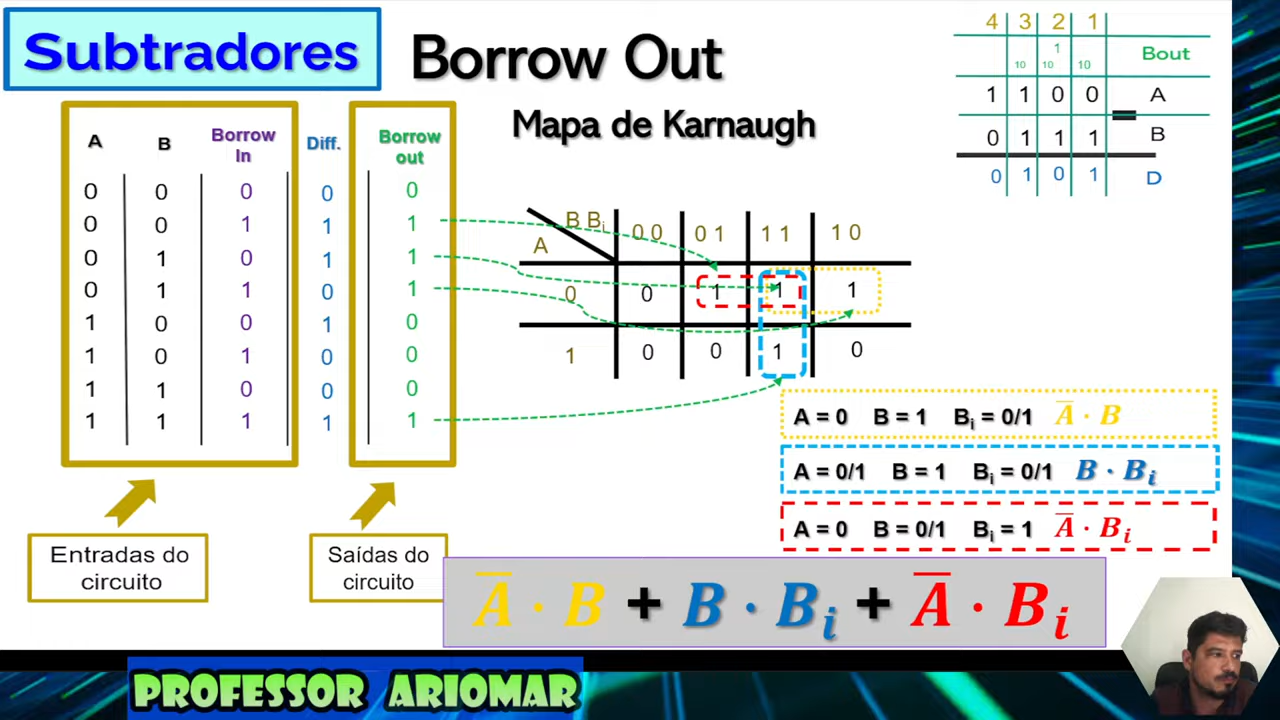 Subtradores
Borrow Out
Mapa de Karnaugh
4 3 2 1
1
10 10 10 Bout
1 1 0 0 A
0 1 1 1 B
0 1 0 1 D
A B Borrow In Diff. Borrow out
0 0 0 0 0
0 0 1 1 1
0 1 0 1 1
0 1 1 0 1
1 0 0 1 0
1 0 1 0 0
1 1 0 0 0
1 1 1 1 1
B Bi 00 01 11 10
A
0 0 1 1 1
1 0 0 1 0
A = 0 B = 1 Bi = 0/1 A̅ · B
A = 0/1 B = 1 Bi = 0/1 B · Bi
A = 0 B = 0/1 Bi = 1 A̅ · Bi
Entradas do
circuito
Saídas do
circuito
A̅ · B + B · Bi + A̅ · Bi
PROFESSOR ARIOMAR